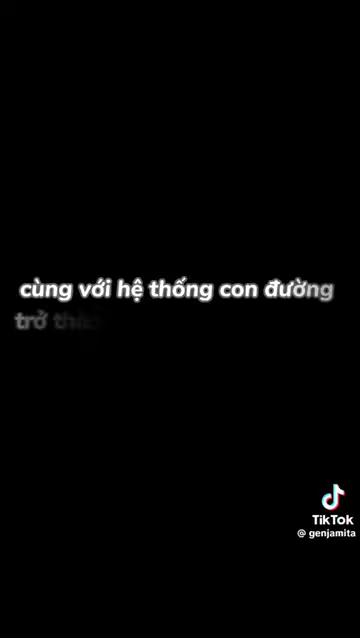 cùng với hệ thống con đường
trở
TikTok
@ genjamita